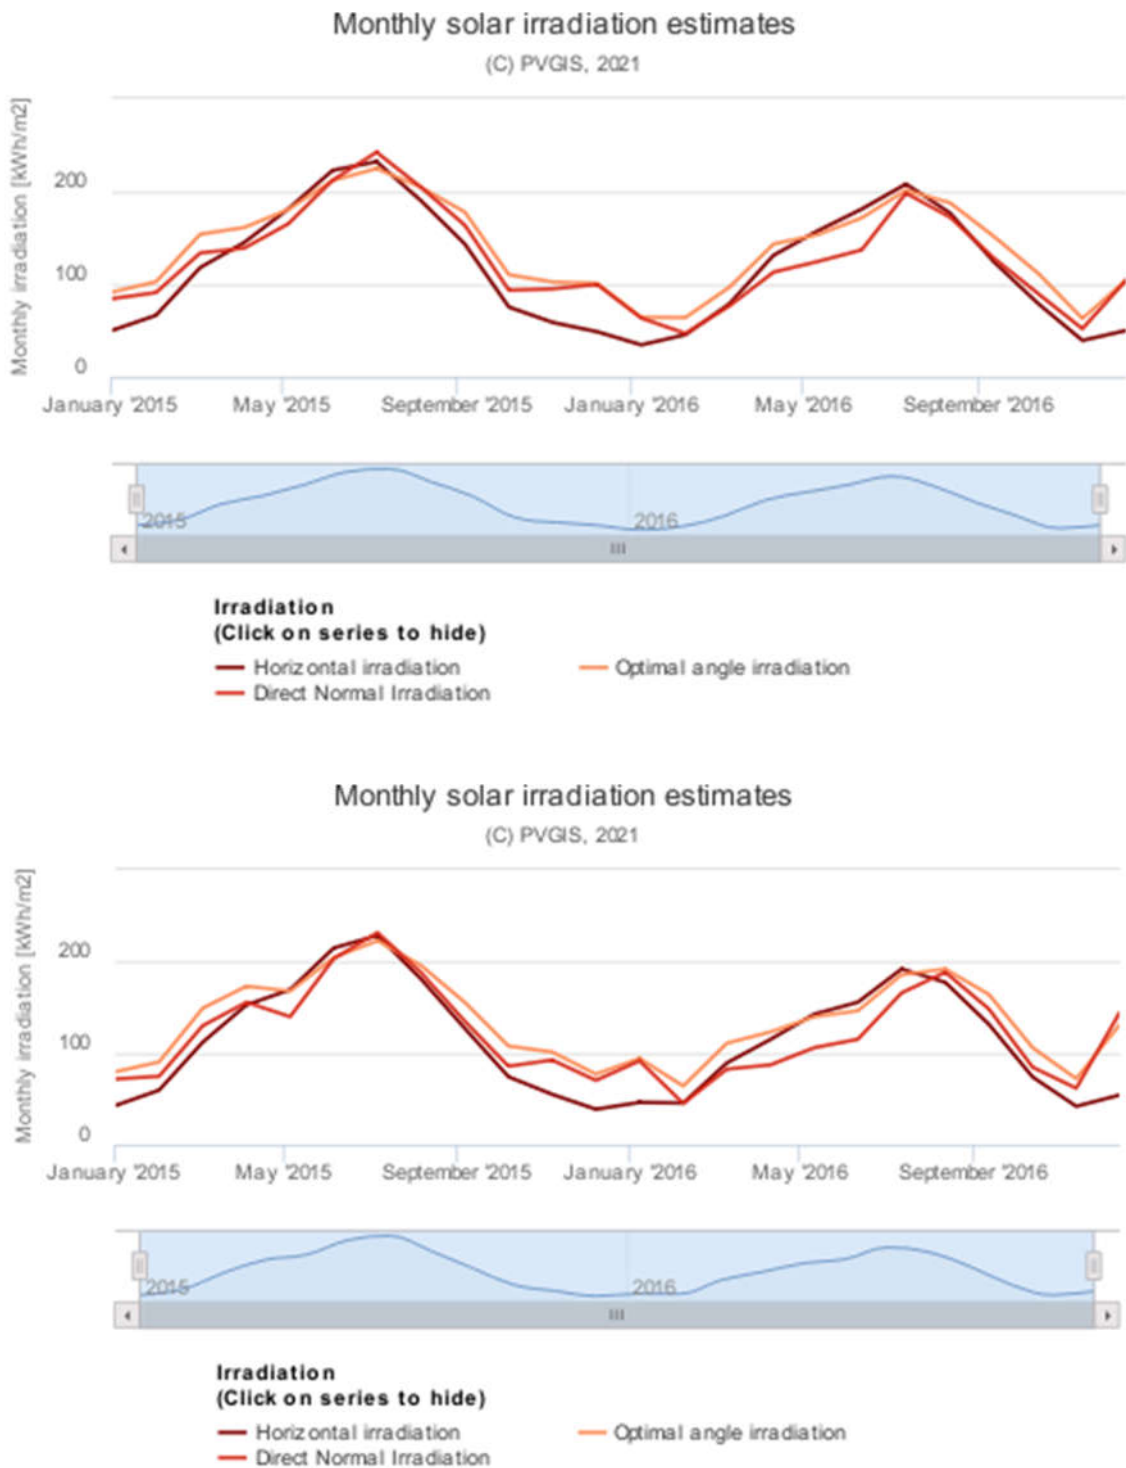 Monthly solar irradiation estimates
(C) PVGIS, 2021
Monthly irradiation [kWh/m2]
200
100
0
January '2015 May '2015 September '2015 January '2016 May '2016 September '2016
2015 2016
Irradiation
(Click on series to hide)
Horizontal irradiation Optimal angle irradiation
Direct Normal Irradiation
Monthly solar irradiation estimates
(C) PVGIS, 2021
Monthly irradiation [kWh/m2]
200
100
0
January '2015 May '2015 September '2015 January '2016 May '2016 September '2016
2015 2016
Irradiation
(Click on series to hide)
Horizontal irradiation Optimal angle irradiation
Direct Normal Irradiation